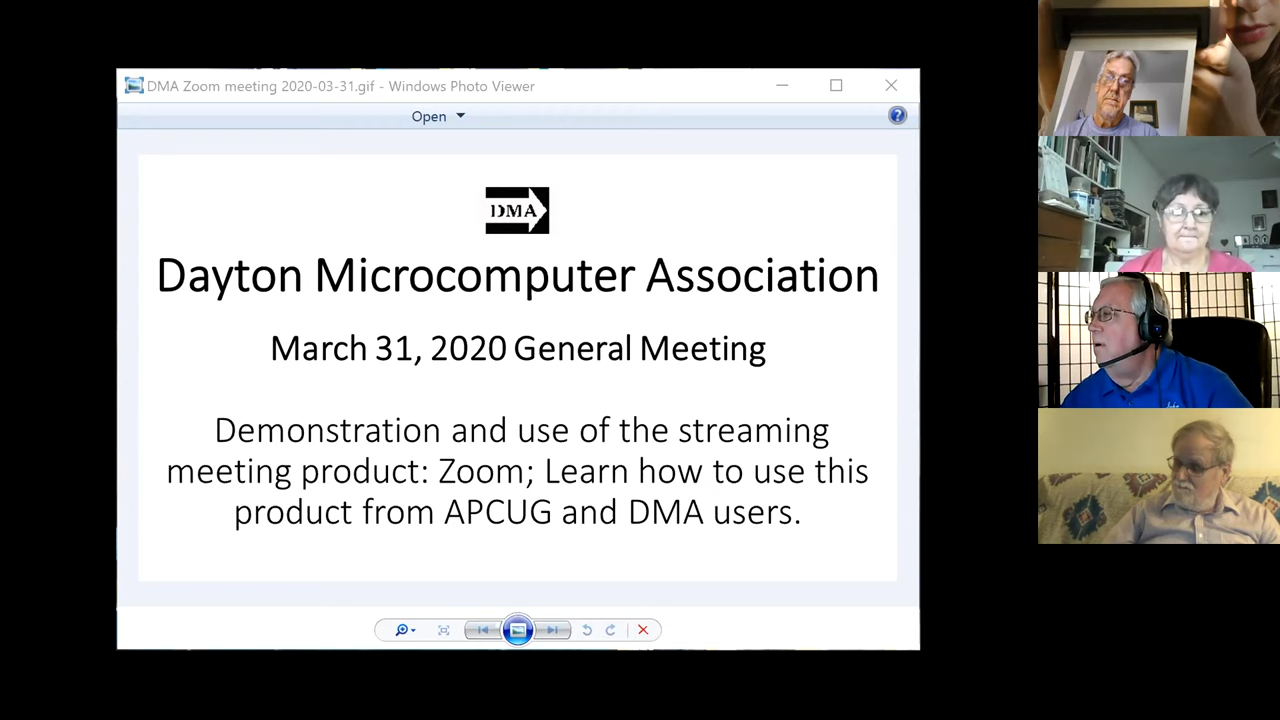 DMA Zoom meeting 2020-03-31.gif - Windows Photo Viewer
Open
?
DMA
Dayton Microcomputer Association
March 31, 2020 General Meeting
Demonstration and use of the streaming
meeting product: Zoom; Learn how to use this
product from APCUG and DMA users.